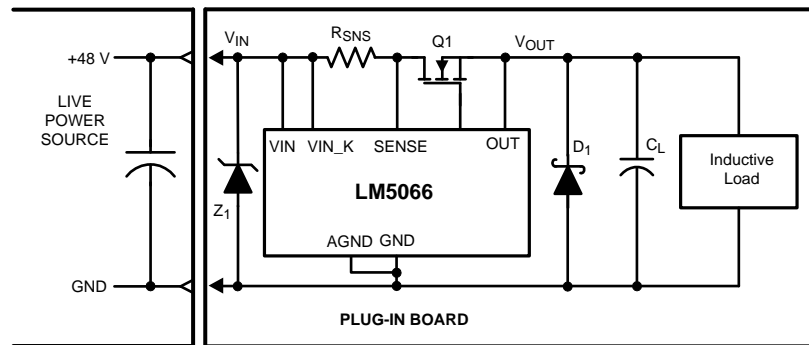 +48 V
LIVE
POWER
SOURCE
GND
VIN
RSNS
Q1
VOUT
VIN
VIN_K
SENSE
OUT
LM5066
AGND
GND
Z1
D1
CL
Inductive
Load
PLUG-IN BOARD